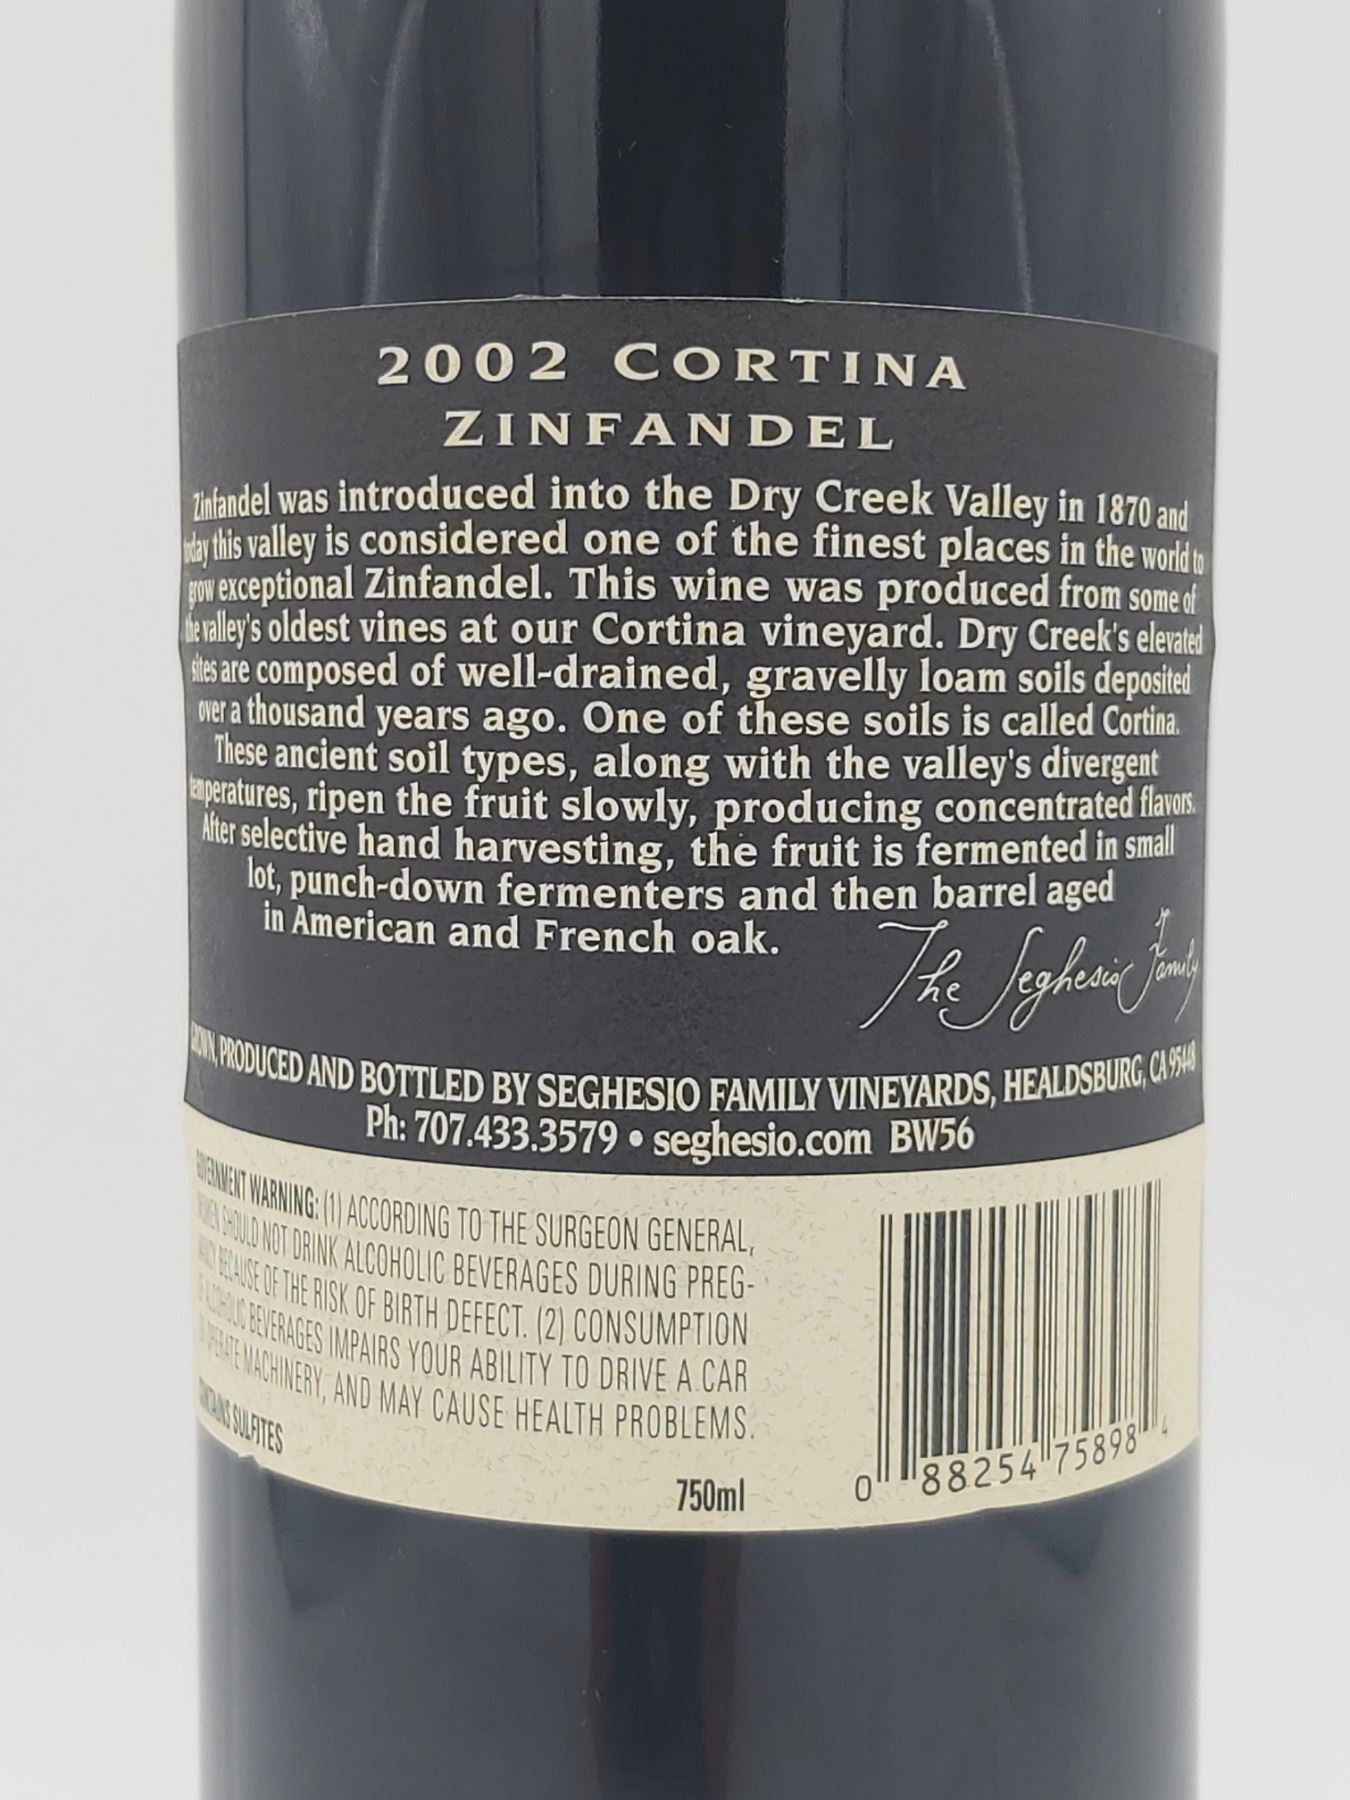 2002 CORTINA
ZINFANDEL
Zinfandel was introduced into the Dry Creek Valley in 1870 and
today this valley is considered one of the finest places in the world to
grow exceptional Zinfandel. This wine was produced from some of
the valley's oldest vines at our Cortina vineyard. Dry Creek's elevated
sites are composed of well-drained, gravelly loam soils deposited
over a thousand years ago. One of these soils is called Cortina.
These ancient soil types, along with the valley's divergent
temperatures, ripen the fruit slowly, producing concentrated flavors.
After selective hand harvesting, the fruit is fermented in small
lot, punch-down fermenters and then barrel aged
in American and French oak.
The Seghesio Family
GROWN, PRODUCED AND BOTTLED BY SEGHESIO FAMILY VINEYARDS, HEALDSBURG, CA 95448
Ph: 707.433.3579 • seghesio.com BW56
GOVERNMENT WARNING: (1) ACCORDING TO THE SURGEON GENERAL,
WOMEN SHOULD NOT DRINK ALCOHOLIC BEVERAGES DURING PREG-
NANCY BECAUSE OF THE RISK OF BIRTH DEFECT. (2) CONSUMPTION
OF ALCOHOLIC BEVERAGES IMPAIRS YOUR ABILITY TO DRIVE A CAR
OR OPERATE MACHINERY, AND MAY CAUSE HEALTH PROBLEMS.
CONTAINS SULFITES
750ml
0 88254 75898 4